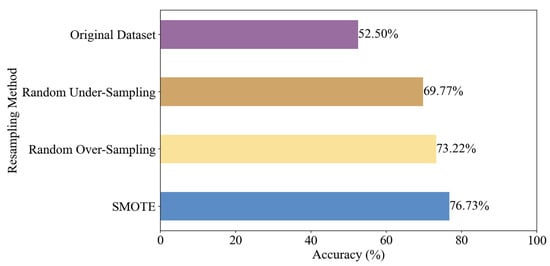 Resampling Method
Original Dataset
52.50%
Random Under-Sampling
69.77%
Random Over-Sampling
73.22%
SMOTE
76.73%
0 20 40 60 80 100
Accuracy (%)